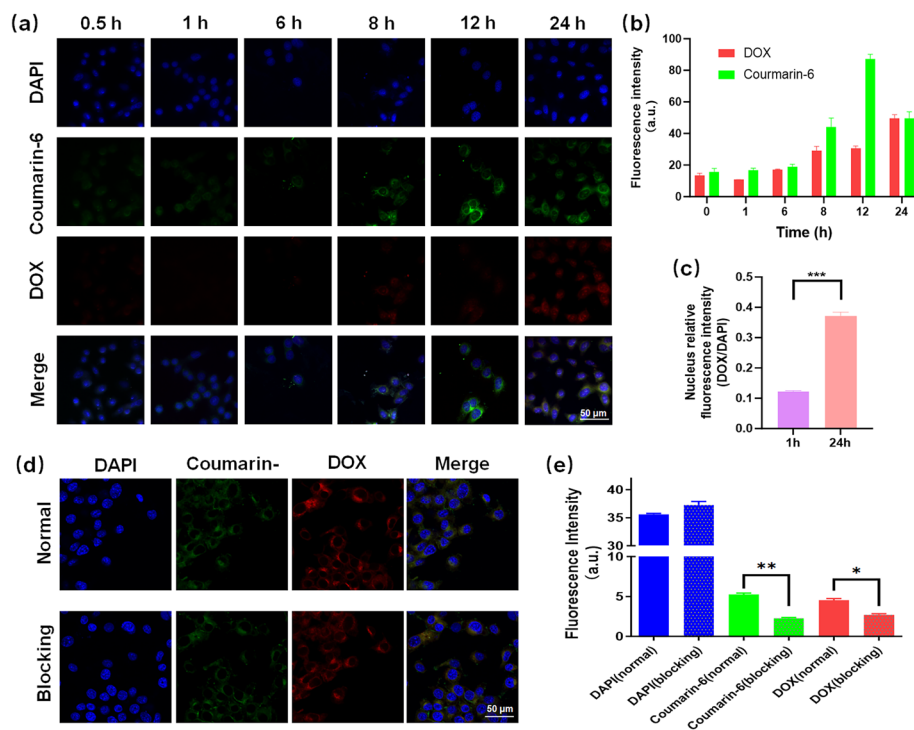 (a)
0.5 h 1 h 6 h 8 h 12 h 24 h
DAPI
Coumarin-6
DOX
Merge
50 μm
(b)
DOX
Courmarin-6
Fluorescence intensity
(a.u.)
100
80
60
40
20
0
0 1 6 8 12 24
Time (h)
(c)
***
Nucleus relative
fluorescence intensity
(DOX/DAPI)
0.5
0.4
0.3
0.2
0.1
0.0
1h 24h
(d)
DAPI Coumarin- DOX Merge
Normal
Blocking
50 μm
(e)
Fluorescence Intensity
(a.u.)
40
35
30
10
5
0
** *
DAPI(normal)
DAPI(blocking)
Coumarin-6(normal)
Coumarin-6(blocking)
DOX(normal)
DOX(blocking)